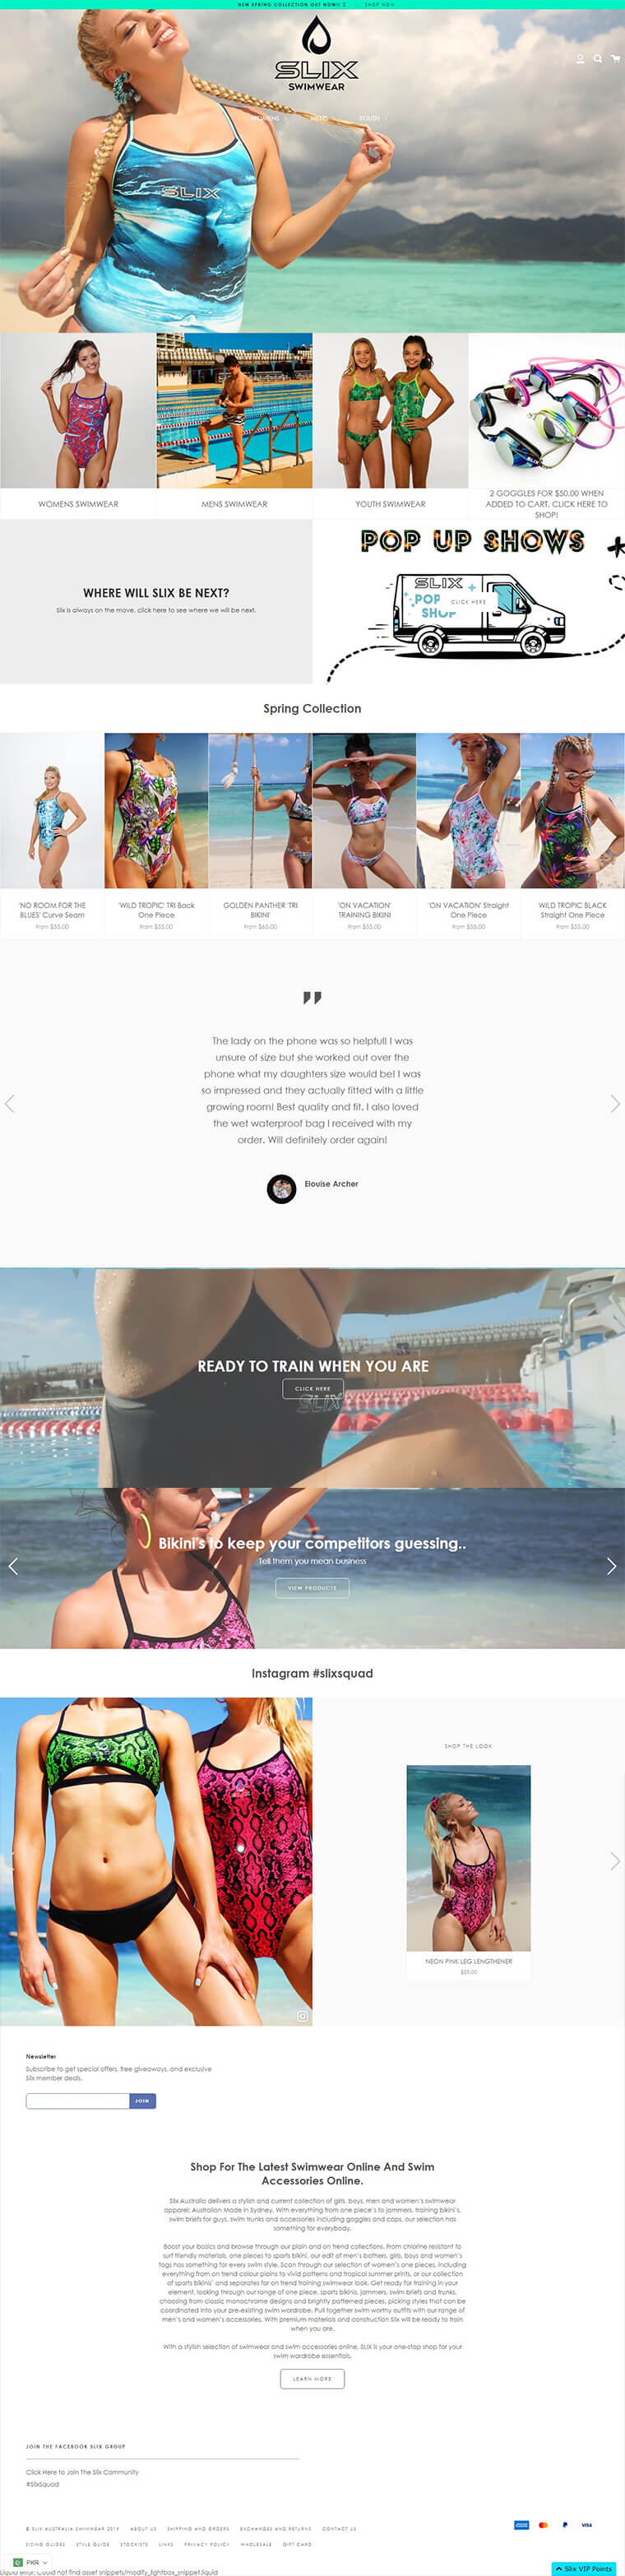 NEW SPRING COLLECTION OUT NOW!! SHOP NOW
SLIX
SWIMWEAR
WOMENS MENS YOUTH
SLIX
WOMENS SWIMWEAR
MENS SWIMWEAR
YOUTH SWIMWEAR
2 GOGGLES FOR $50.00 WHEN
ADDED TO CART, CLICK HERE TO
SHOP!
WHERE WILL SLIX BE NEXT?
Slix is always on the move, click here to see where we will be next.
POP UP SHOWS
SLIX
POP
SHOP
CLICK HERE
Spring Collection
'NO ROOM FOR THE
BLUES' Curve Seam
From $55.00
'WILD TROPIC' TRI Back
One Piece
From $55.00
GOLDEN PANTHER 'TRI
BIKINI'
From $65.00
'ON VACATION'
TRAINING BIKINI
From $55.00
'ON VACATION' Straight
One Piece
From $55.00
WILD TROPIC BLACK
Straight One Piece
From $55.00
The lady on the phone was so helpful! I was
unsure of size but she worked out over the
phone what my daughters size would be! I was
so impressed and they actually fitted with a little
growing room! Best quality and fit. I also loved
the wet waterproof bag I received with my
order. Will definitely order again!
Elouise Archer
READY TO TRAIN WHEN YOU ARE
CLICK HERE
SLIX
Bikini's to keep your competitors guessing..
Tell them you mean business
VIEW PRODUCTS
Instagram #slixsquad
SHOP THE LOOK
NEON PINK LEG LENGTHENER
$55.00
Newsletter
Subscribe to get special offers, free giveaways, and exclusive
Slix member deals.
JOIN
Shop For The Latest Swimwear Online And Swim
Accessories Online.
Slix Australia delivers a stylish and current collection of girls, boys, men and women's swimwear
apparel; Australian Made in Sydney. With everything from one piece's to jammers, training bikini's,
swim briefs for guys, swim trunks and accessories including goggles and caps, our selection has
something for everybody.
Boost your basics and browse through our plain and on trend collections. From chlorine resistant to
surf friendly materials, one pieces to sports bikini, our edit of men's bathers, girls, boys and women's
togs has something for every swim style. Scan through our selection of women's one pieces, including
everything from on trend colour plains to vivid patterns and tropical summer prints, or our collection
of sports bikinis' and separates for on trend training swimwear look. Get ready for training in your
element, looking through our range of one piece, sports bikinis, jammers, swim briefs and trunks,
choosing from classic monochrome designs and brightly patterned pieces, picking styles that can be
coordinated into your pre-existing swim wardrobe. Pull together swim worthy outfits with our range of
men's and women's accessories. With premium materials and construction Slix will be ready to train
when you are.
With a stylish selection of swimwear and swim accessories online, SLIX is your one-stop shop for your
swim wardrobe essentials.
LEARN MORE
JOIN THE FACEBOOK SLIX GROUP
Click Here to Join The Slix Community
#SlixSquad
© SLIX AUSTRALIA SWIMWEAR 2019 ABOUT US SHIPPING AND ORDERS EXCHANGES AND RETURNS CONTACT US
SIZING GUIDES STYLE GUIDE STOCKISTS LINKS PRIVACY POLICY WHOLESALE GIFT CARD
VISA
PKR
Liquid error: Could not find asset snippets/modify_lightbox_snippet.liquid
Slix VIP Points